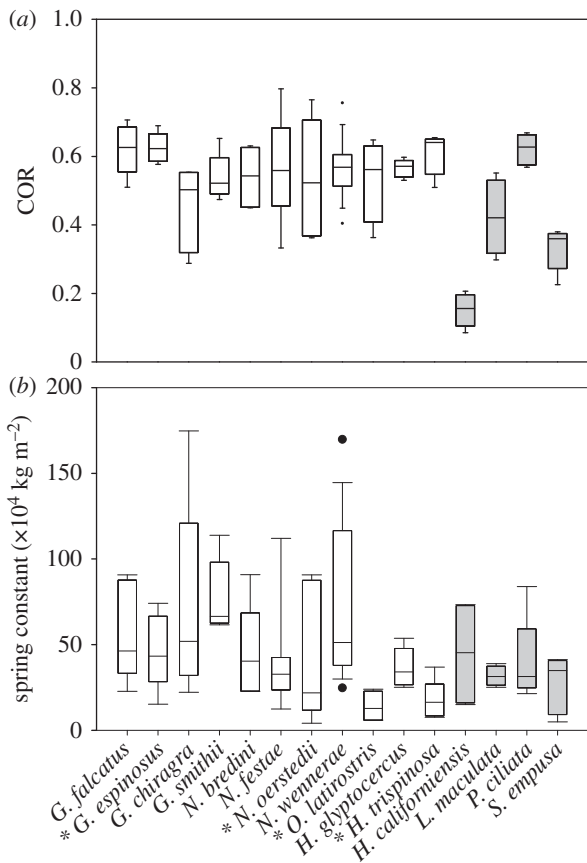 (a)
1.0
0.8
0.6
0.4
0.2
0
COR
(b)
200
150
100
50
0
spring constant (×10⁴ kg m⁻²)
G. falcatus
* G. espinosus
G. chiragra
G. smithii
N. bredini
N. festae
* N. oerstedii
N. wennerae
* O. latirostris
H. glyptocercus
* H. trispinosa
H. californiensis
L. maculata
P. ciliata
S. empusa